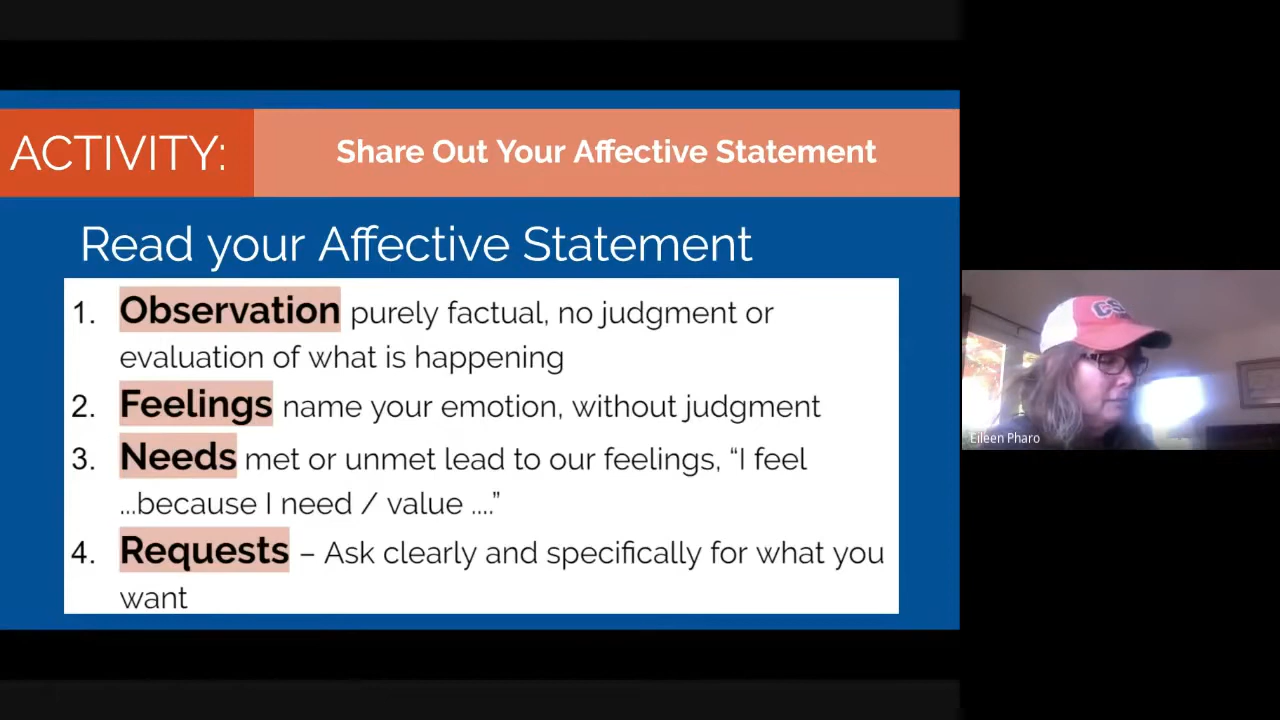 ACTIVITY:
Share Out Your Affective Statement
Read your Affective Statement
1. Observation purely factual, no judgment or
evaluation of what is happening
2. Feelings name your emotion, without judgment
3. Needs met or unmet lead to our feelings, “I feel
...because I need / value ....”
4. Requests – Ask clearly and specifically for what you
want
Eileen Pharo